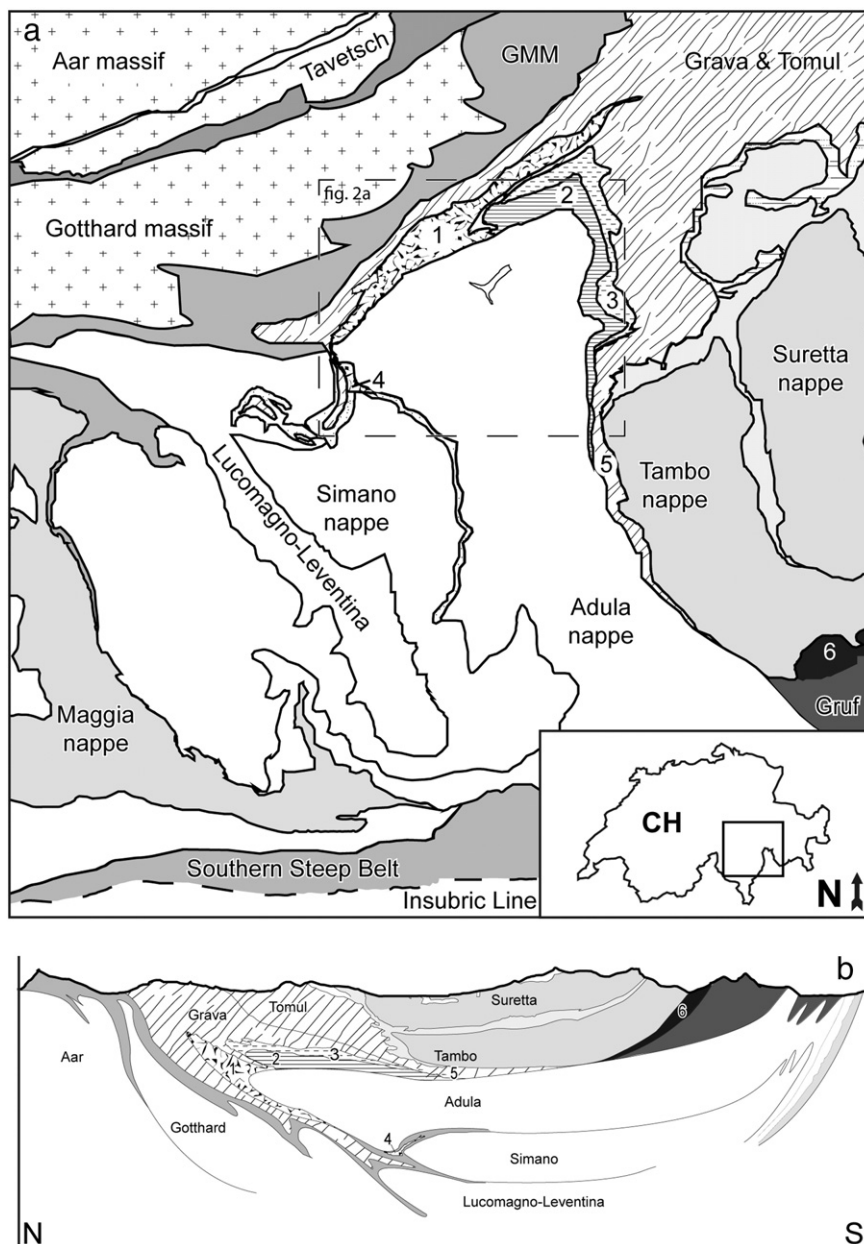 a
Aar massif
Tavetsch
GMM
Grava & Tomul
fig. 2a
2
Gotthard massif
1
3
Suretta
nappe
4
5
Tambo
nappe
Simano
nappe
Lucomagno-Leventina
Adula
nappe
6
Gruf
Maggia
nappe
CH
Southern Steep Belt
Insubric Line
N
b
Grava
Tomul
Suretta
6
Aar
1
2
3
Tambo
5
Adula
Gotthard
4
Simano
Lucomagno-Leventina
N
S